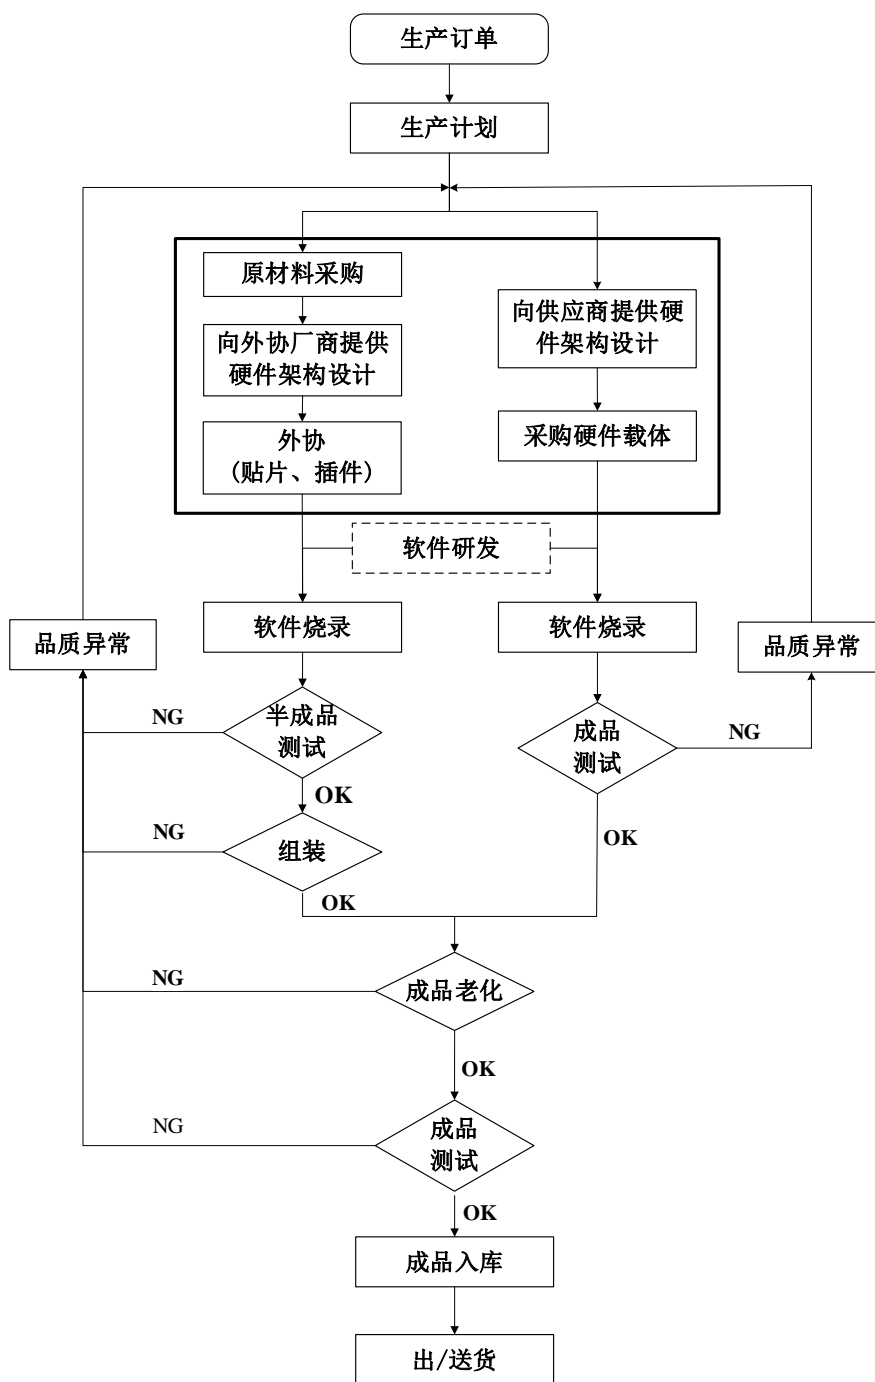 生产订单
生产计划
原材料采购
向供应商提供硬
件架构设计
向外协厂商提供
硬件架构设计
采购硬件载体
外协
(贴片、插件)
软件研发
软件烧录
软件烧录
品质异常
品质异常
半成品
测试
NG
成品
测试
NG
OK
组装
NG
OK
OK
成品老化
NG
OK
成品
测试
NG
OK
成品入库
出/送货